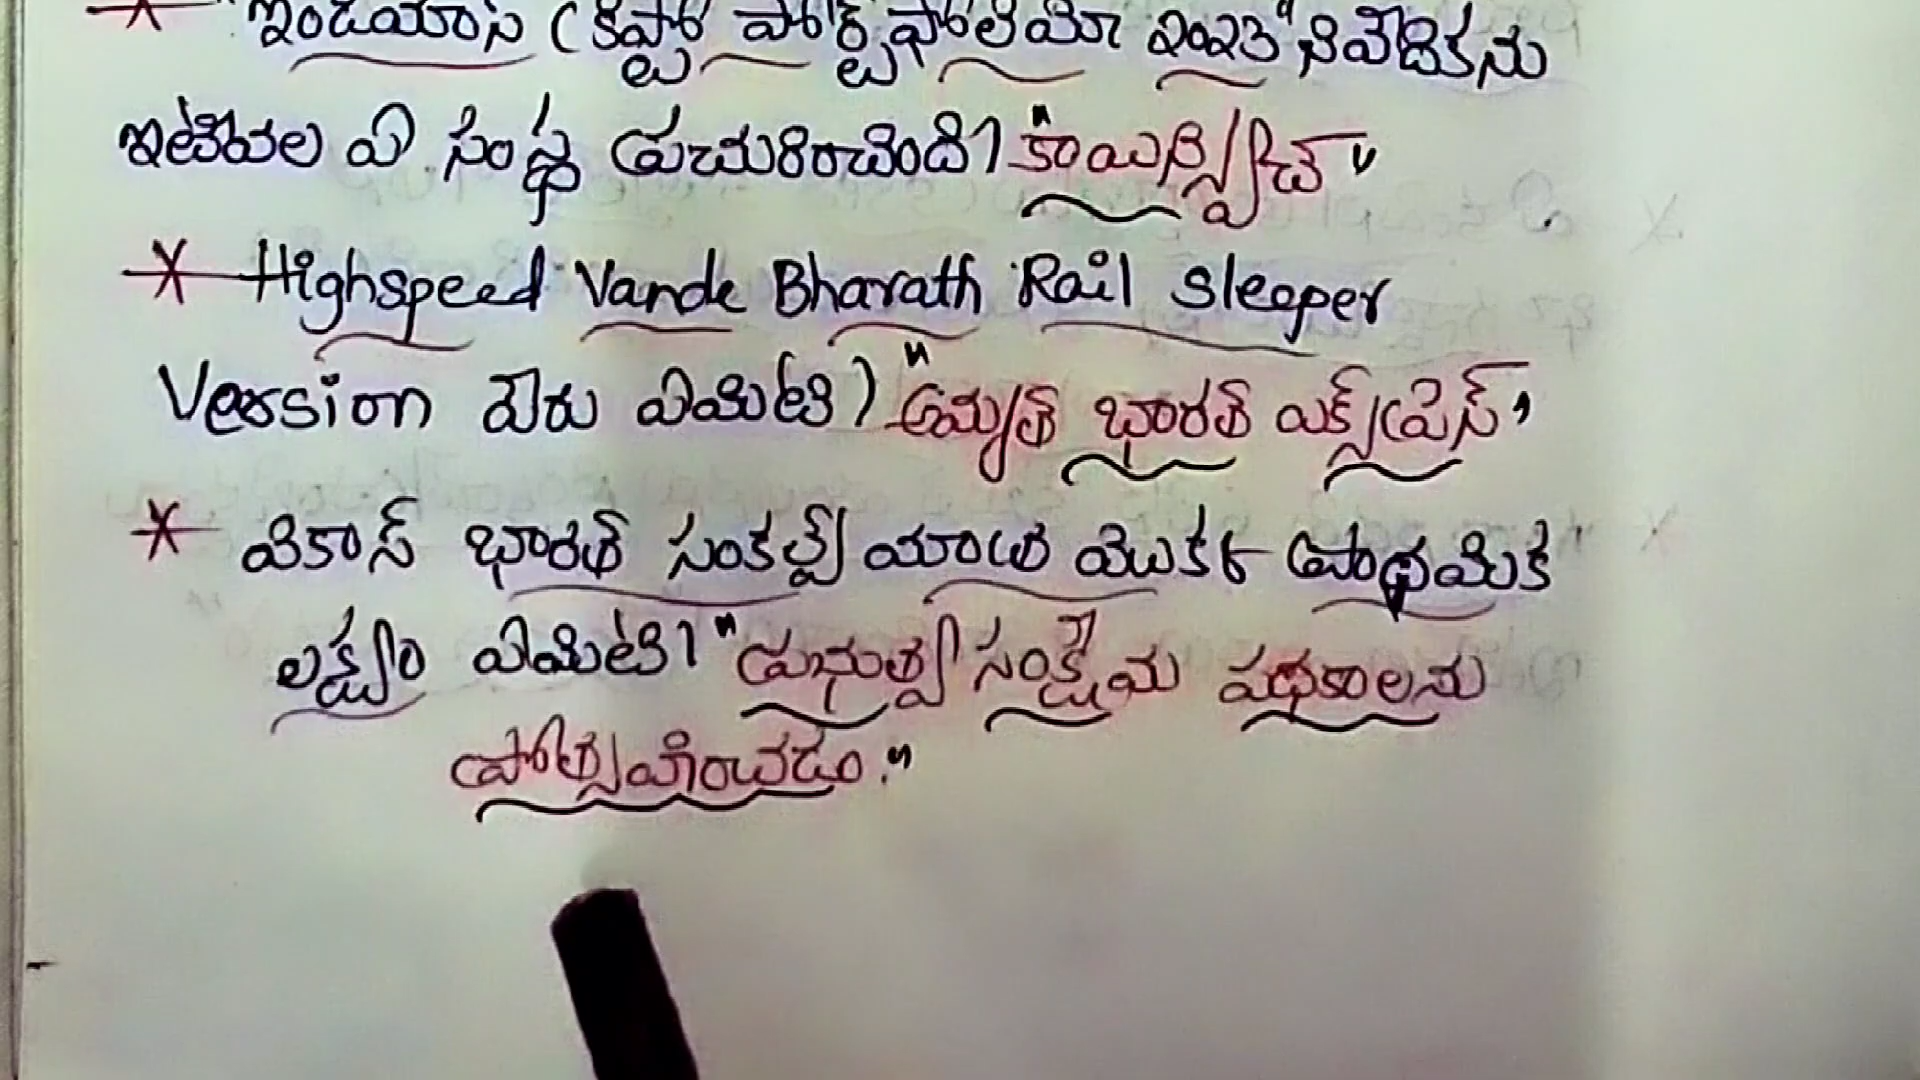 * "ఇండియాస్ క్రిప్టో పోర్ట్‌ఫోలియో 2023" నివేదికను
ఇటీవల ఏ సంస్థ ప్రచురించింది? "కాయిన్స్విచ్"
* Highspeed Vande Bharath Rail Sleeper
Version పేరు ఏమిటి? "అమృత్ భారత్ ఎక్స్‌ప్రెస్"
* వికాస్ భారత్ సంకల్ప్ యాత్ర యొక్క ప్రాథమిక
లక్ష్యం ఏమిటి? "ప్రభుత్వ సంక్షేమ పథకాలను
ప్రోత్సహించడం."